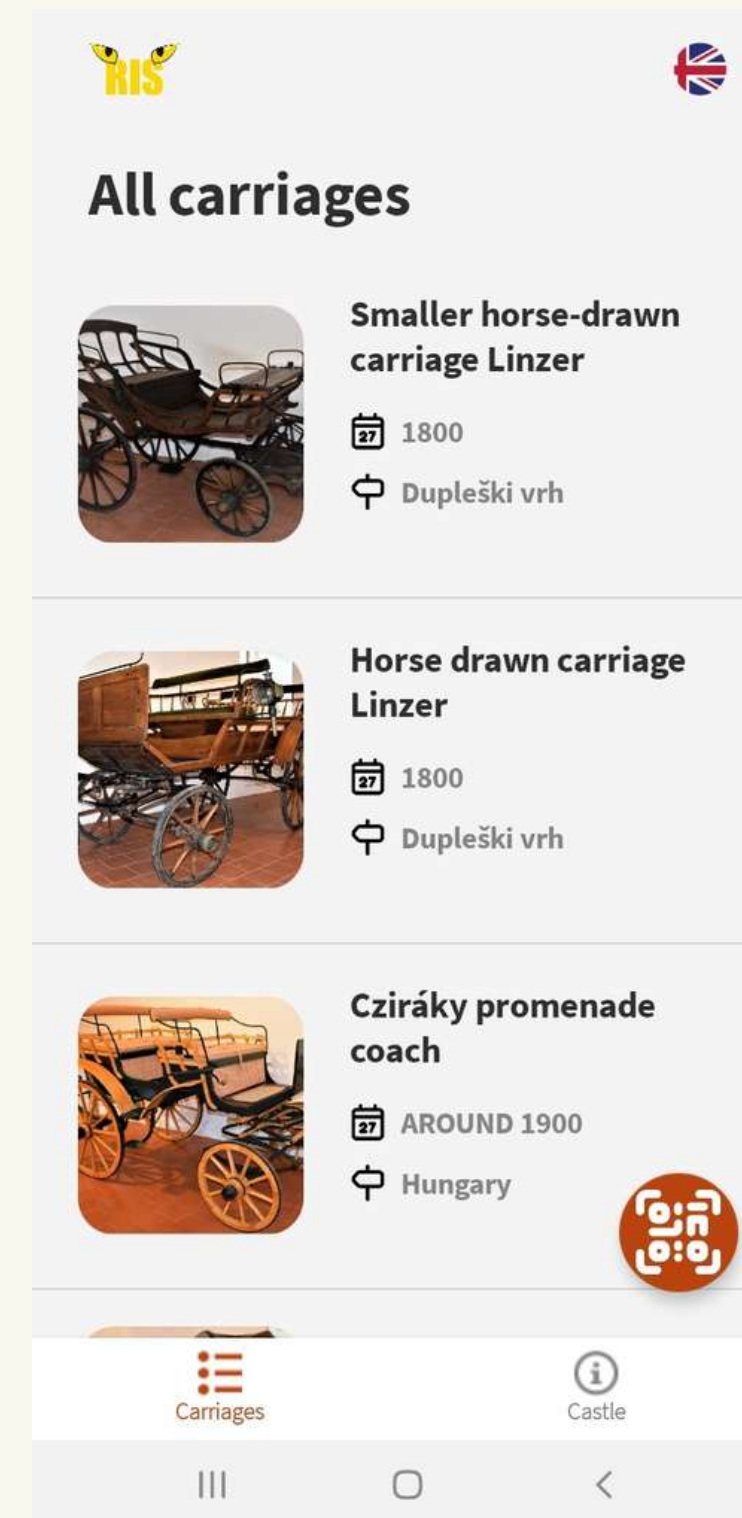 RIS
All carriages
Smaller horse-drawn
carriage Linzer
27 1800
Dupleški vrh
Horse drawn carriage
Linzer
27 1800
Dupleški vrh
Cziráky promenade
coach
27 AROUND 1900
Hungary
Carriages
Castle